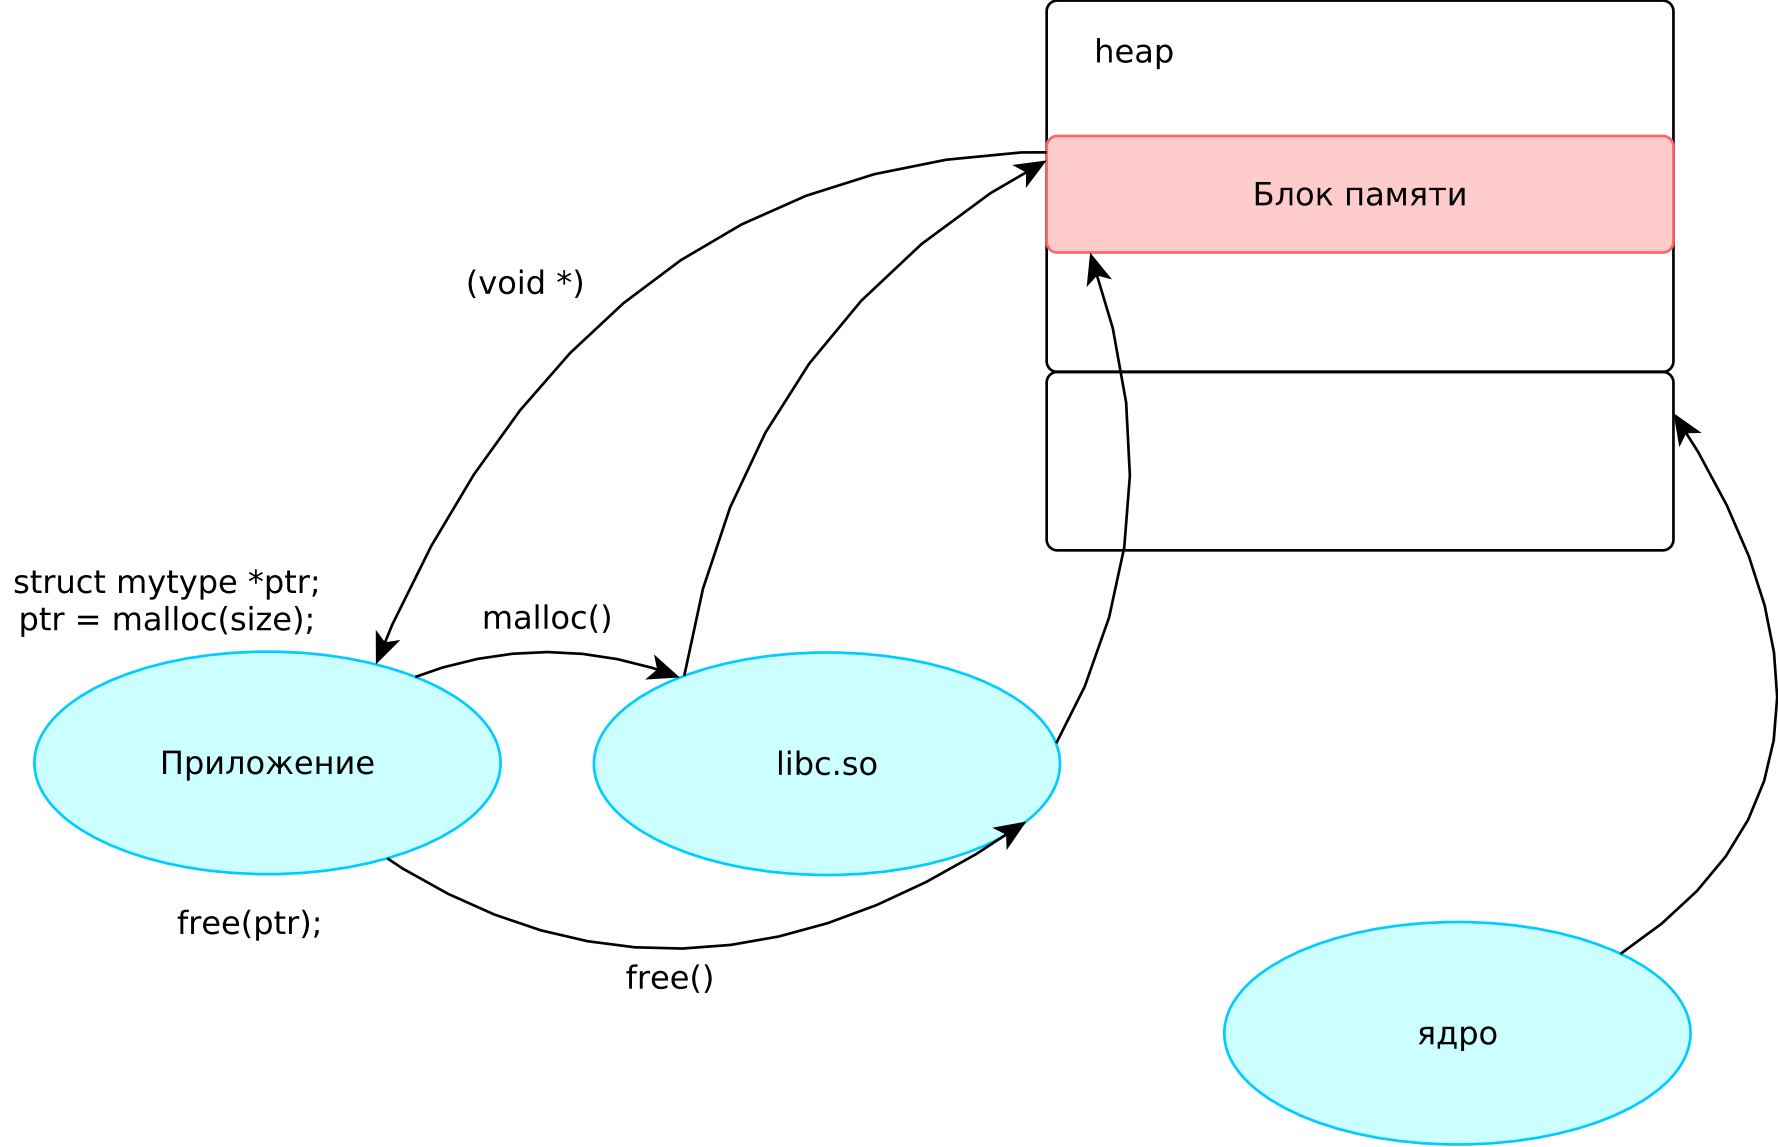 heap
Блок памяти
(void *)
struct mytype *ptr;
ptr = malloc(size);
malloc()
Приложение
libc.so
free(ptr);
free()
ядро